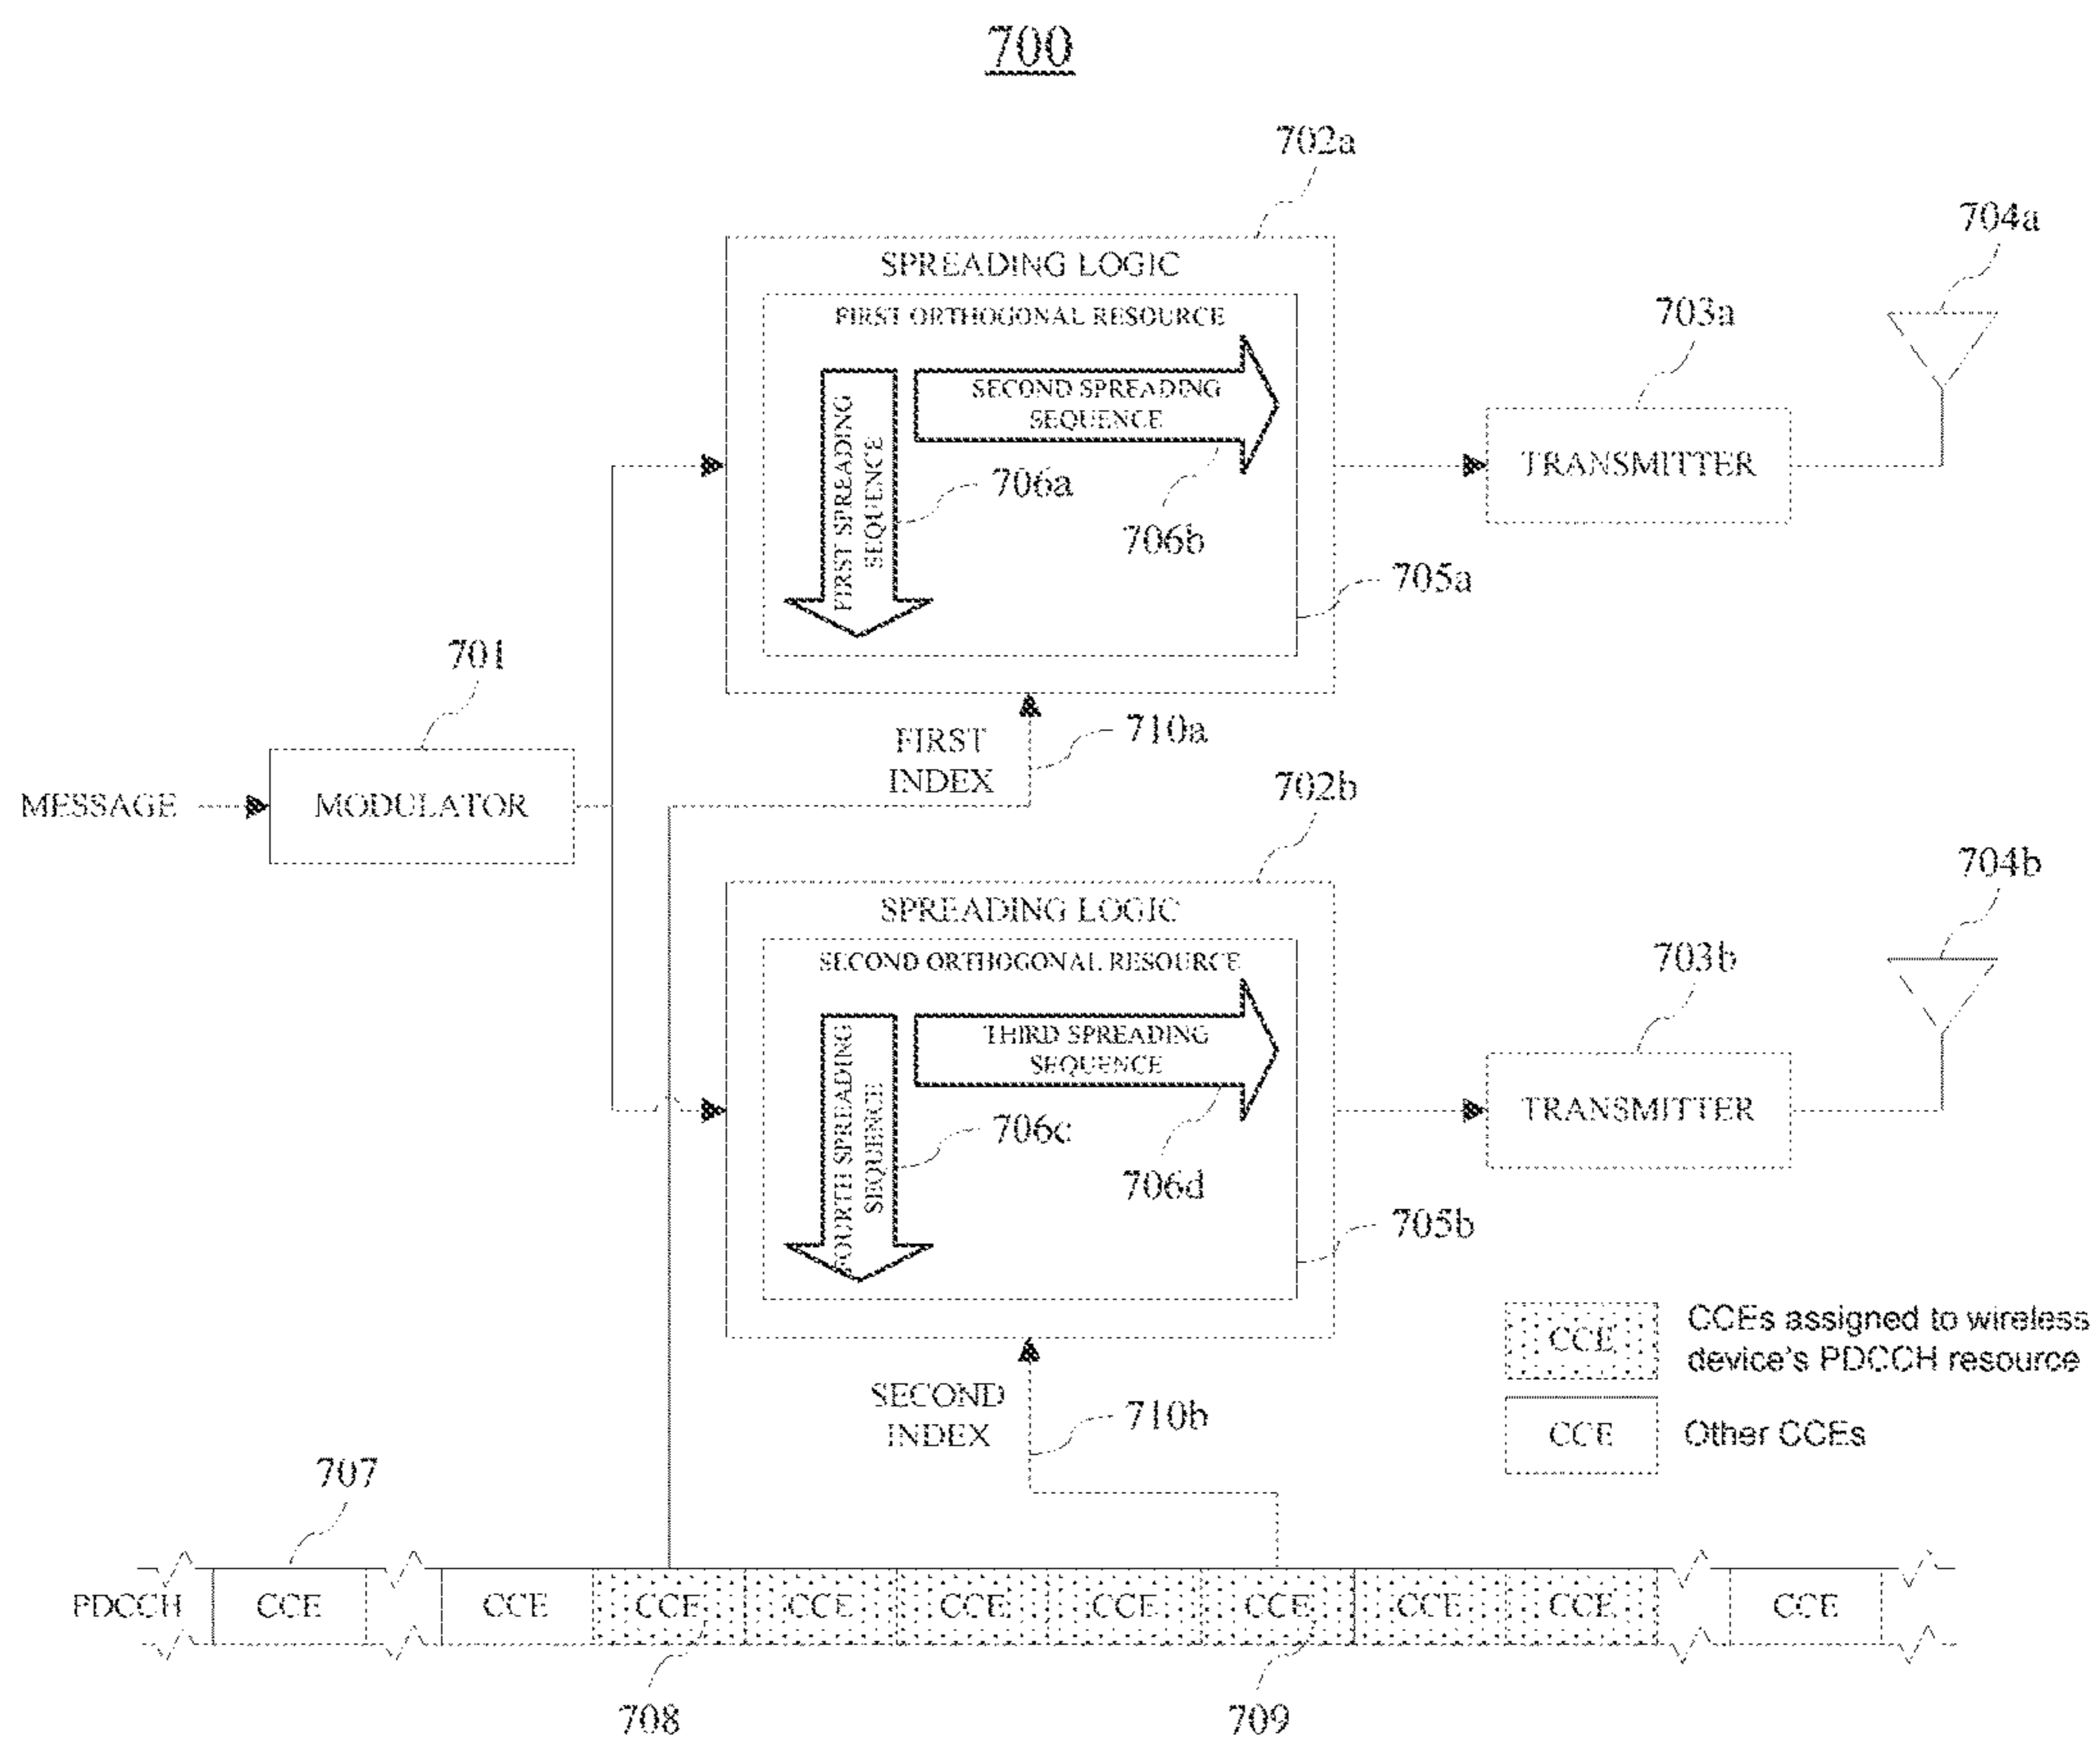 700
702a
704a
SPREADING LOGIC
703a
FIRST ORTHOGONAL RESOURCE
SECOND SPREADING
SEQUENCE
FIRST SPREADING
SEQUENCE
706a
TRANSMITTER
706b
705a
701
FIRST
INDEX
710a
MESSAGE
MODULATOR
702b
704b
SPREADING LOGIC
703b
SECOND ORTHOGONAL RESOURCE
THIRD SPREADING
SEQUENCE
FOURTH SPREADING
SEQUENCE
706c
TRANSMITTER
706d
705b
CCE
CCEs assigned to wireless
device's PDCCH resource
SECOND
INDEX
710b
CCE
Other CCEs
707
PDCCH CCE CCE CCE CCE CCE CCE CCE CCE CCE CCE
708
709